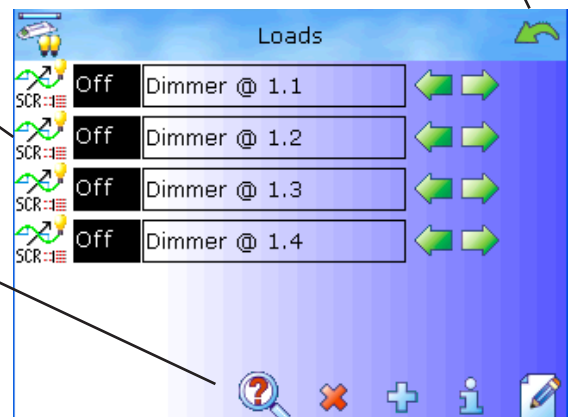 Loads
SCR Off Dimmer @ 1.1
SCR Off Dimmer @ 1.2
SCR Off Dimmer @ 1.3
SCR Off Dimmer @ 1.4